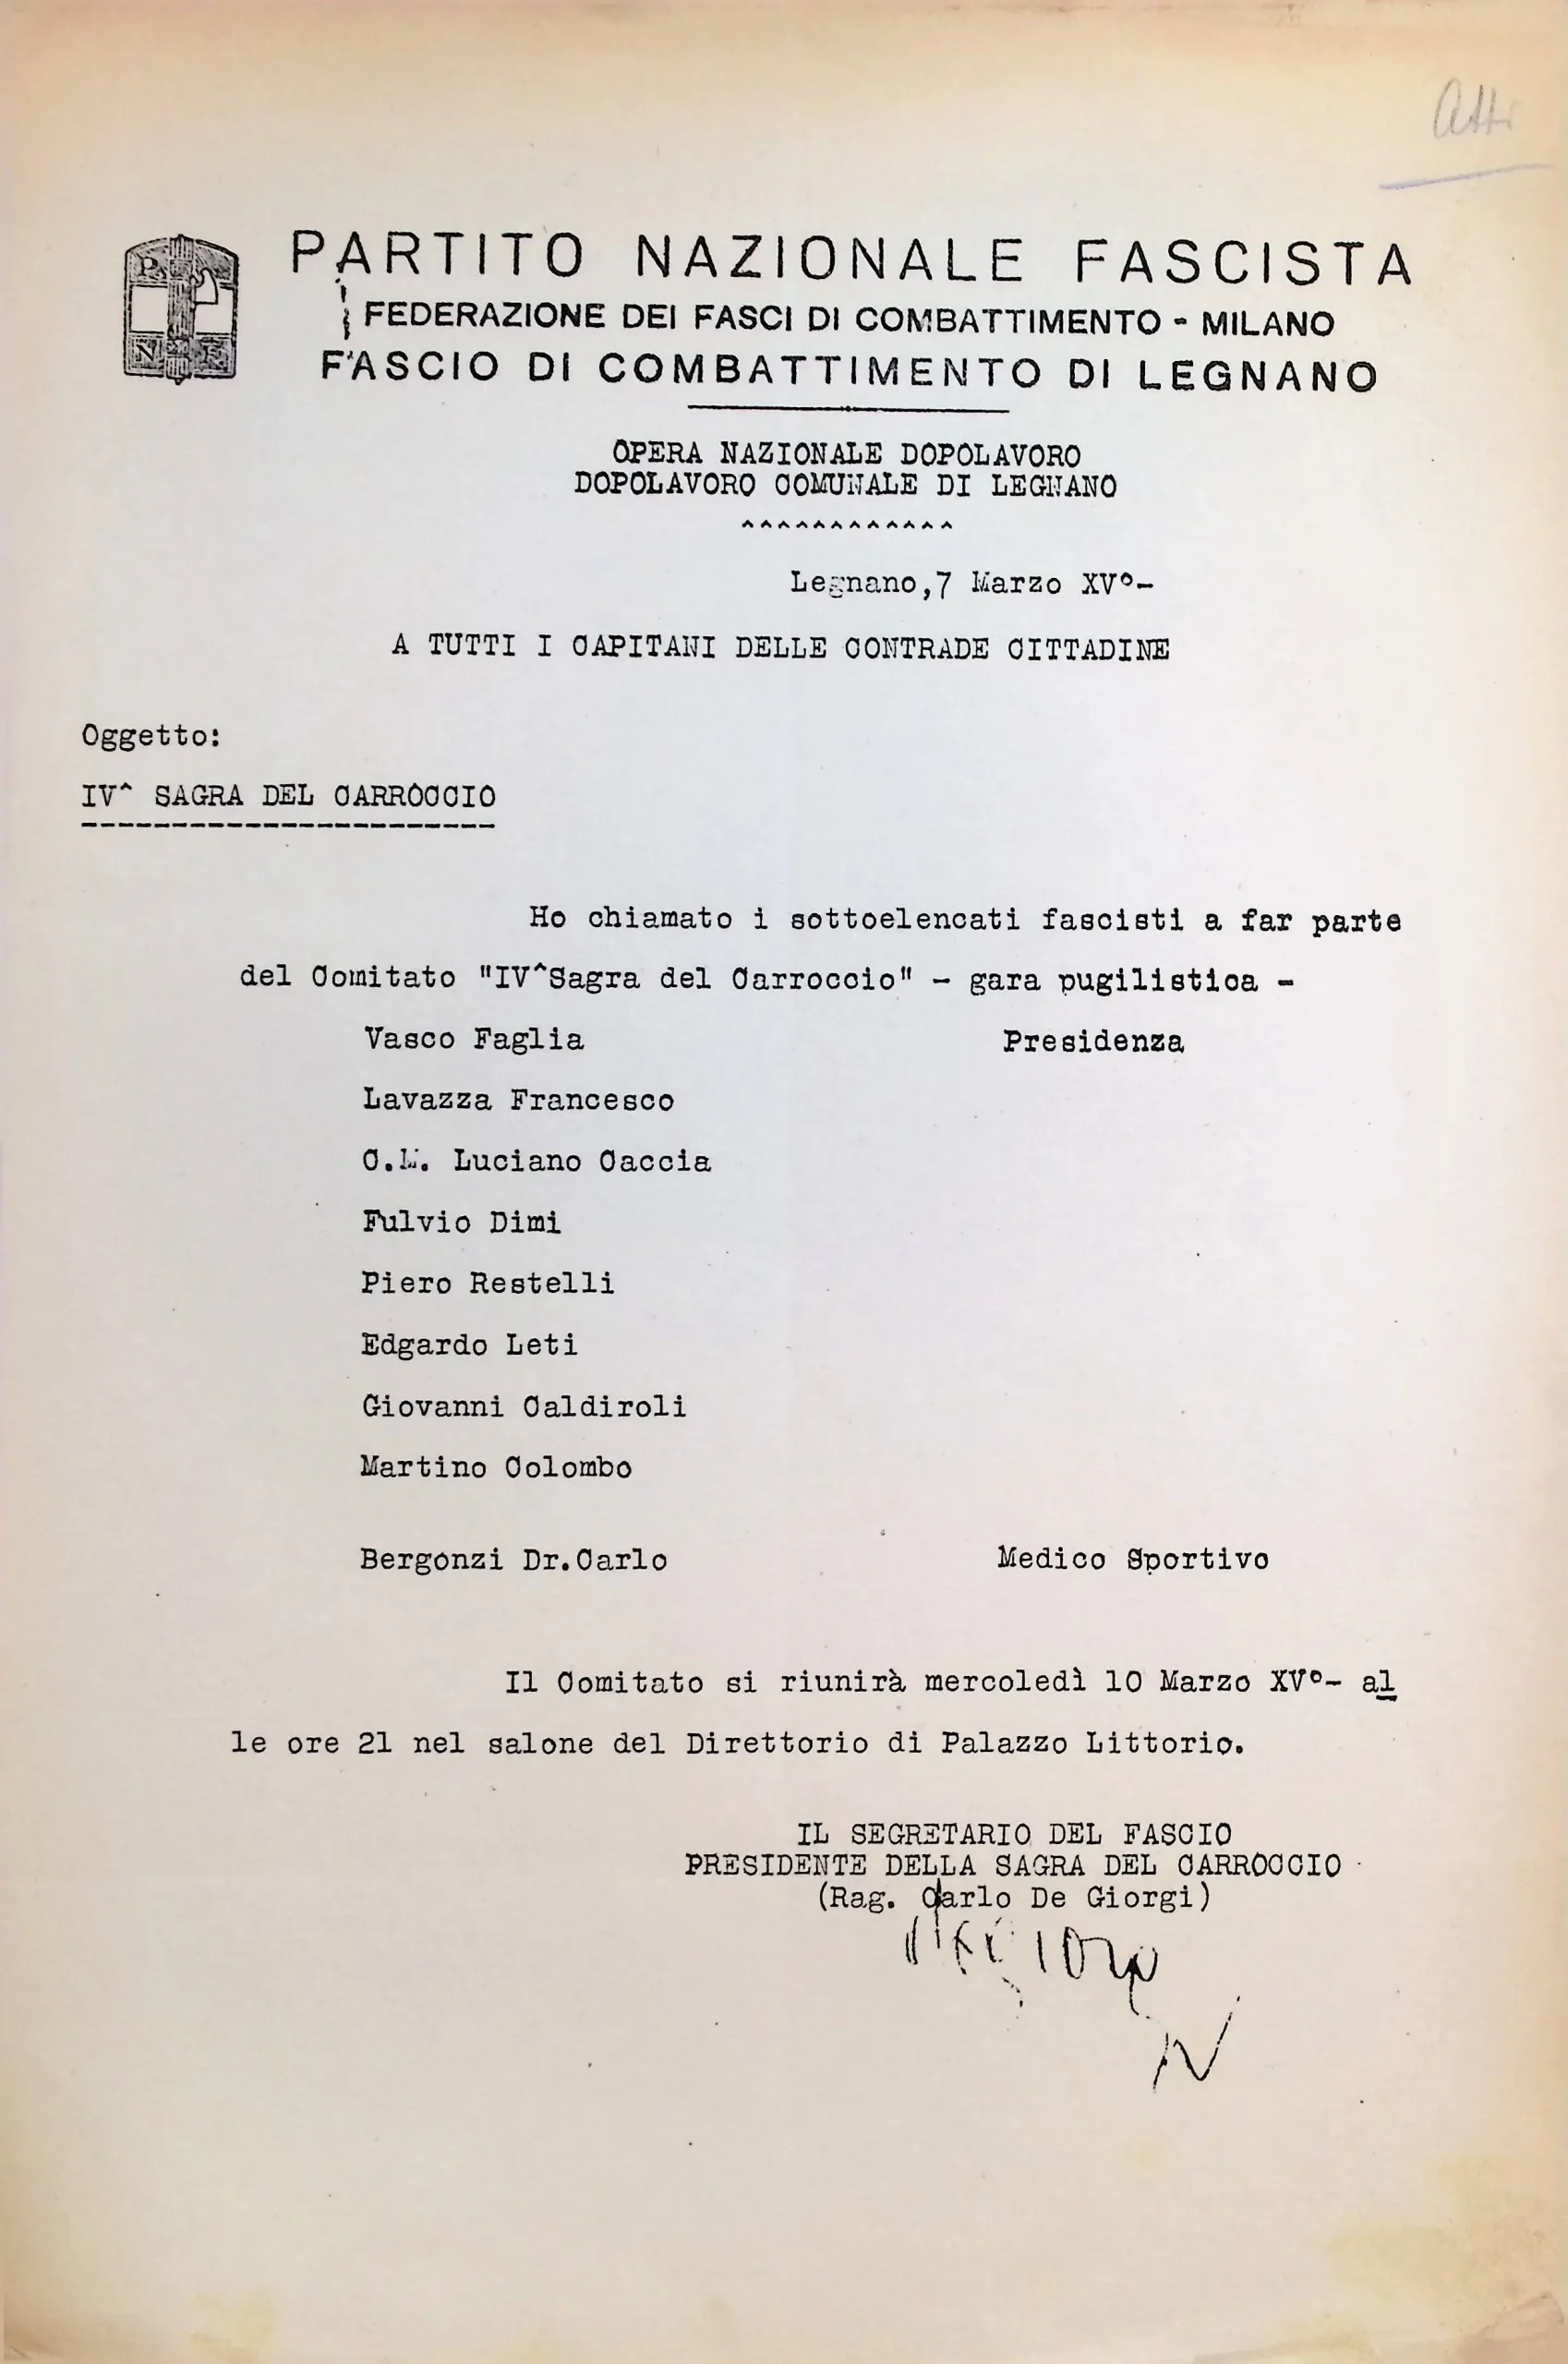 Atti
PARTITO NAZIONALE FASCISTA
FEDERAZIONE DEI FASCI DI COMBATTIMENTO - MILANO
FASCIO DI COMBATTIMENTO DI LEGNANO
P. N. F.
OPERA NAZIONALE DOPOLAVORO
DOPOLAVORO COMUNALE DI LEGNANO
^^^^^^^^^^^^
Legnano,7 Marzo XV°-
A TUTTI I CAPITANI DELLE CONTRADE CITTADINE
Oggetto:
IV^ SAGRA DEL CARROCCIO
Ho chiamato i sottoelencati fascisti a far parte
del Comitato "IV^Sagra del Carroccio" - gara pugilistica -
Vasco Faglia Presidenza
Lavazza Francesco
C.M. Luciano Caccia
Fulvio Dimi
Piero Restelli
Edgardo Leti
Giovanni Caldiroli
Martino Colombo
Bergonzi Dr.Carlo Medico Sportivo
Il Comitato si riunirà mercoledì 10 Marzo XV°- al
le ore 21 nel salone del Direttorio di Palazzo Littorio.
IL SEGRETARIO DEL FASCIO
PRESIDENTE DELLA SAGRA DEL CARROCCIO
(Rag. Carlo De Giorgi)